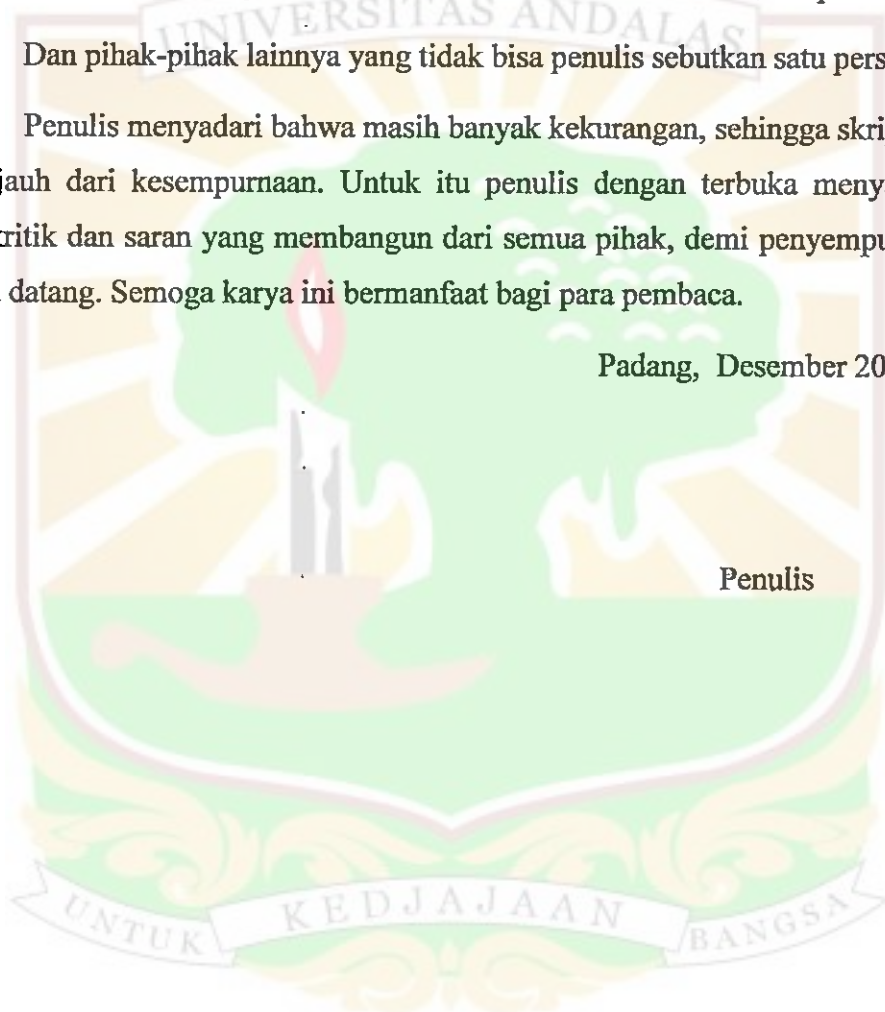 UNIVERSITAS ANDALAS
Dan pihak-pihak lainnya yang tidak bisa penulis sebutkan satu pers
Penulis menyadari bahwa masih banyak kekurangan, sehingga skri
jauh dari kesempurnaan. Untuk itu penulis dengan terbuka meny
kritik dan saran yang membangun dari semua pihak, demi penyempu
datang. Semoga karya ini bermanfaat bagi para pembaca.
Padang, Desember 20
Penulis
UNTUK KEDJAJAAN BANGSA